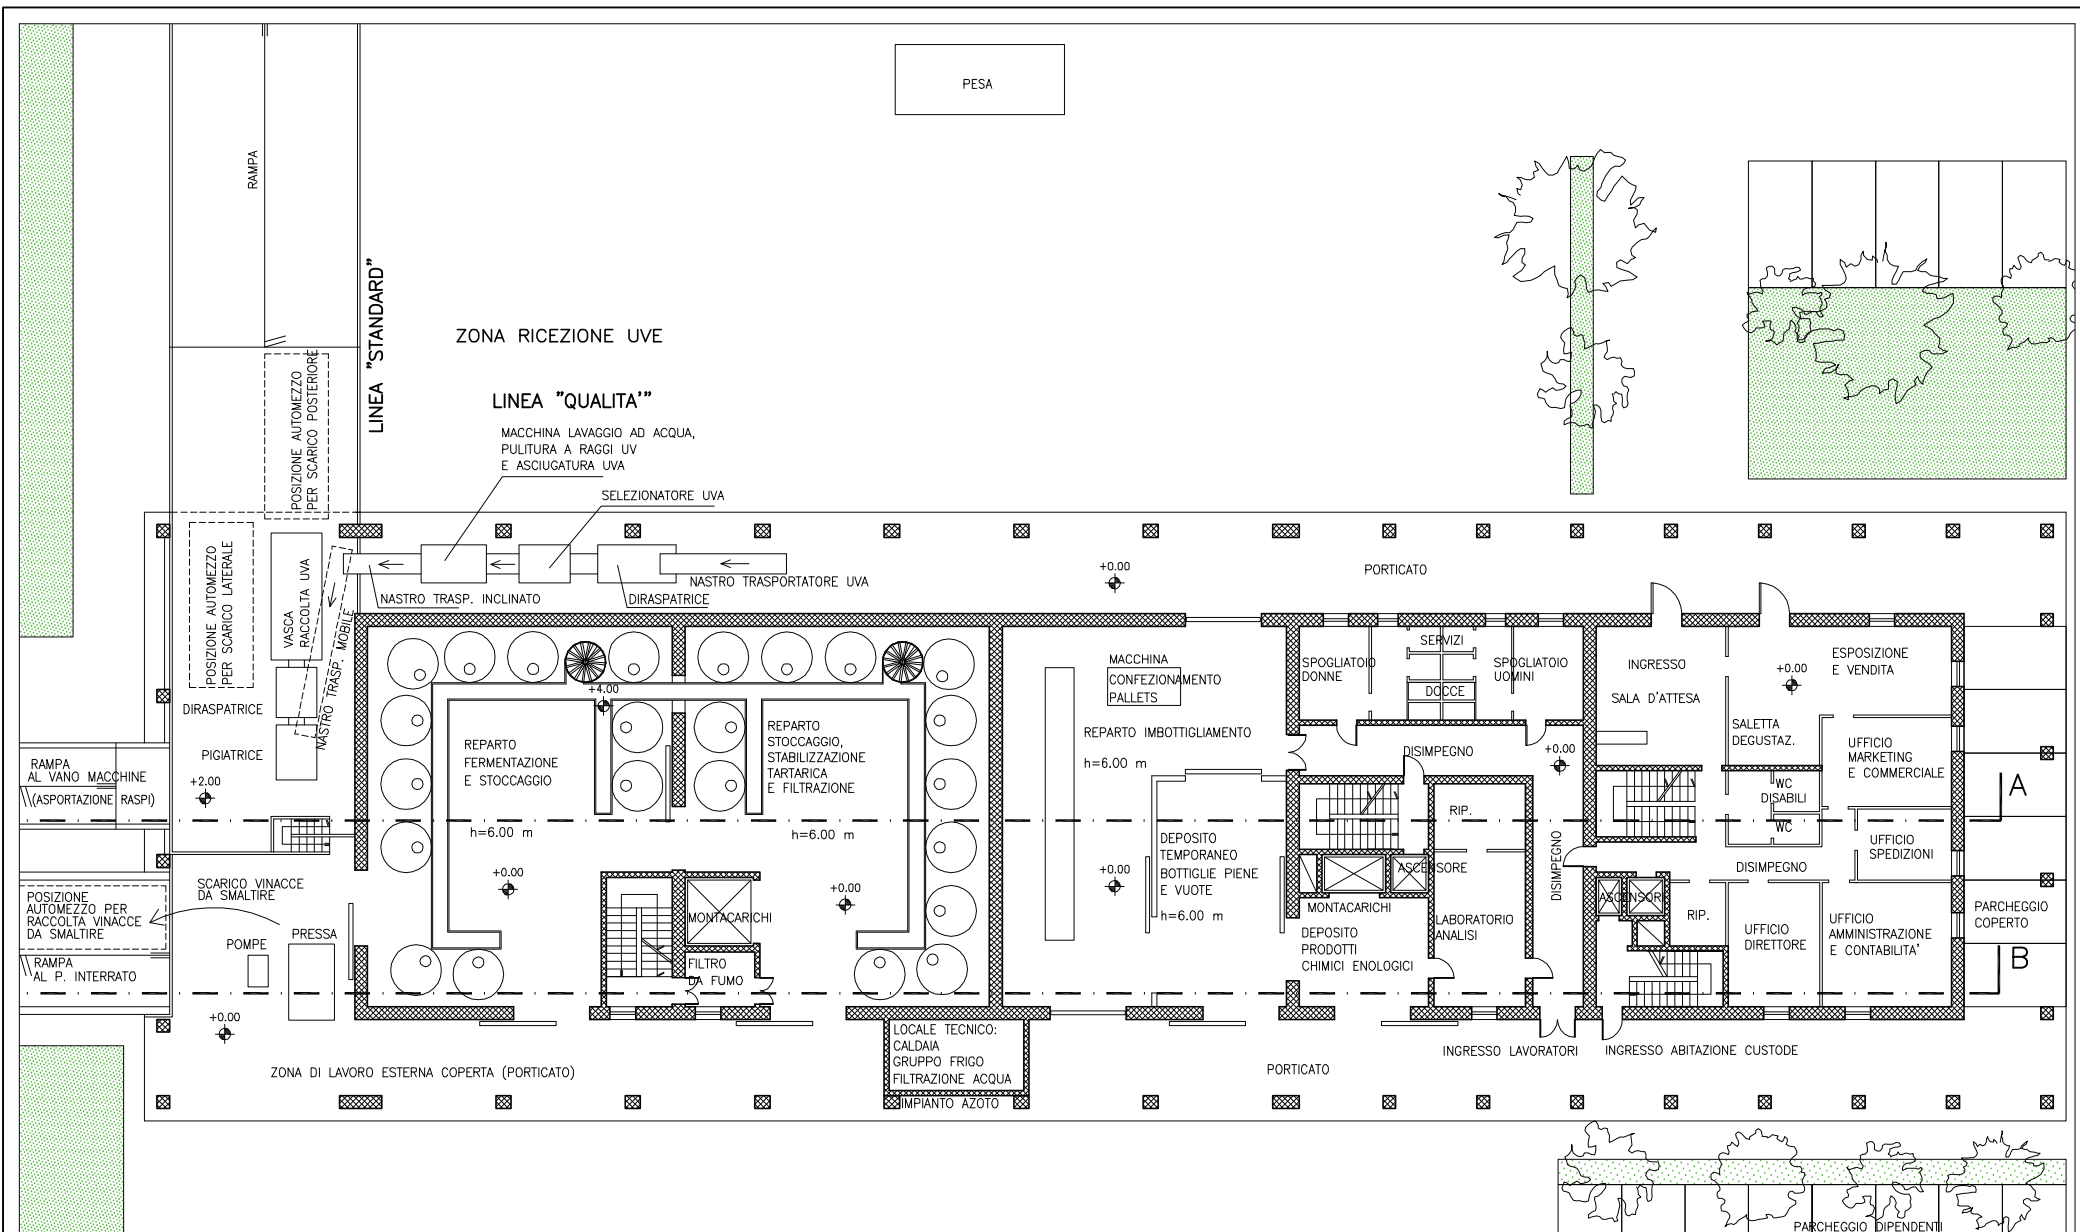 PESA
RAMPA
LINEA "STANDARD"
ZONA RICEZIONE UVE
LINEA "QUALITA'"
MACCHINA LAVAGGIO AD ACQUA,
PULITURA A RAGGI UV
E ASCIUGATURA UVA
SELEZIONATORE UVA
POSIZIONE AUTOMEZZO
PER SCARICO POSTERIORE
POSIZIONE AUTOMEZZO
PER SCARICO LATERALE
VASCA
RACCOLTA UVA
NASTRO TRASP. MOBILE
NASTRO TRASP. INCLINATO
DIRASPATRICE
NASTRO TRASPORTATORE UVA
+0.00
PORTICATO
DIRASPATRICE
PIGIATRICE
+2.00
RAMPA
AL VANO MACCHINE
(ASPORTAZIONE RASPI)
+4.00
REPARTO
FERMENTAZIONE
E STOCCAGGIO
h=6.00 m
+0.00
REPARTO
STOCCAGGIO,
STABILIZZAZIONE
TARTARICA
E FILTRAZIONE
h=6.00 m
+0.00
MACCHINA
CONFEZIONAMENTO
PALLETS
REPARTO IMBOTTIGLIAMENTO
h=6.00 m
+0.00
DEPOSITO
TEMPORANEO
BOTTIGLIE PIENE
E VUOTE
h=6.00 m
SPOGLIATOIO
DONNE
SERVIZI
DOCCE
SPOGLIATOIO
UOMINI
DISIMPEGNO
+0.00
RIP.
ASCENSORE
MONTACARICHI
DEPOSITO
PRODOTTI
CHIMICI ENOLOGICI
LABORATORIO
ANALISI
DISIMPEGNO
INGRESSO
SALA D'ATTESA
+0.00
ESPOSIZIONE
E VENDITA
SALETTA
DEGUSTAZ.
UFFICIO
MARKETING
E COMMERCIALE
WC
DISABILI
WC
UFFICIO
SPEDIZIONI
DISIMPEGNO
ASCENSORI
RIP.
UFFICIO
DIRETTORE
UFFICIO
AMMINISTRAZIONE
E CONTABILITA'
PARCHEGGIO
COPERTO
A
B
SCARICO VINACCE
DA SMALTIRE
POSIZIONE
AUTOMEZZO PER
RACCOLTA VINACCE
DA SMALTIRE
POMPE
PRESSA
RAMPA
AL P. INTERRATO
+0.00
MONTACARICHI
FILTRO
DA FUMO
LOCALE TECNICO:
CALDAIA
GRUPPO FRIGO
FILTRAZIONE ACQUA
IMPIANTO AZOTO
ZONA DI LAVORO ESTERNA COPERTA (PORTICATO)
PORTICATO
INGRESSO LAVORATORI
INGRESSO ABITAZIONE CUSTODE
PARCHEGGIO DIPENDENTI